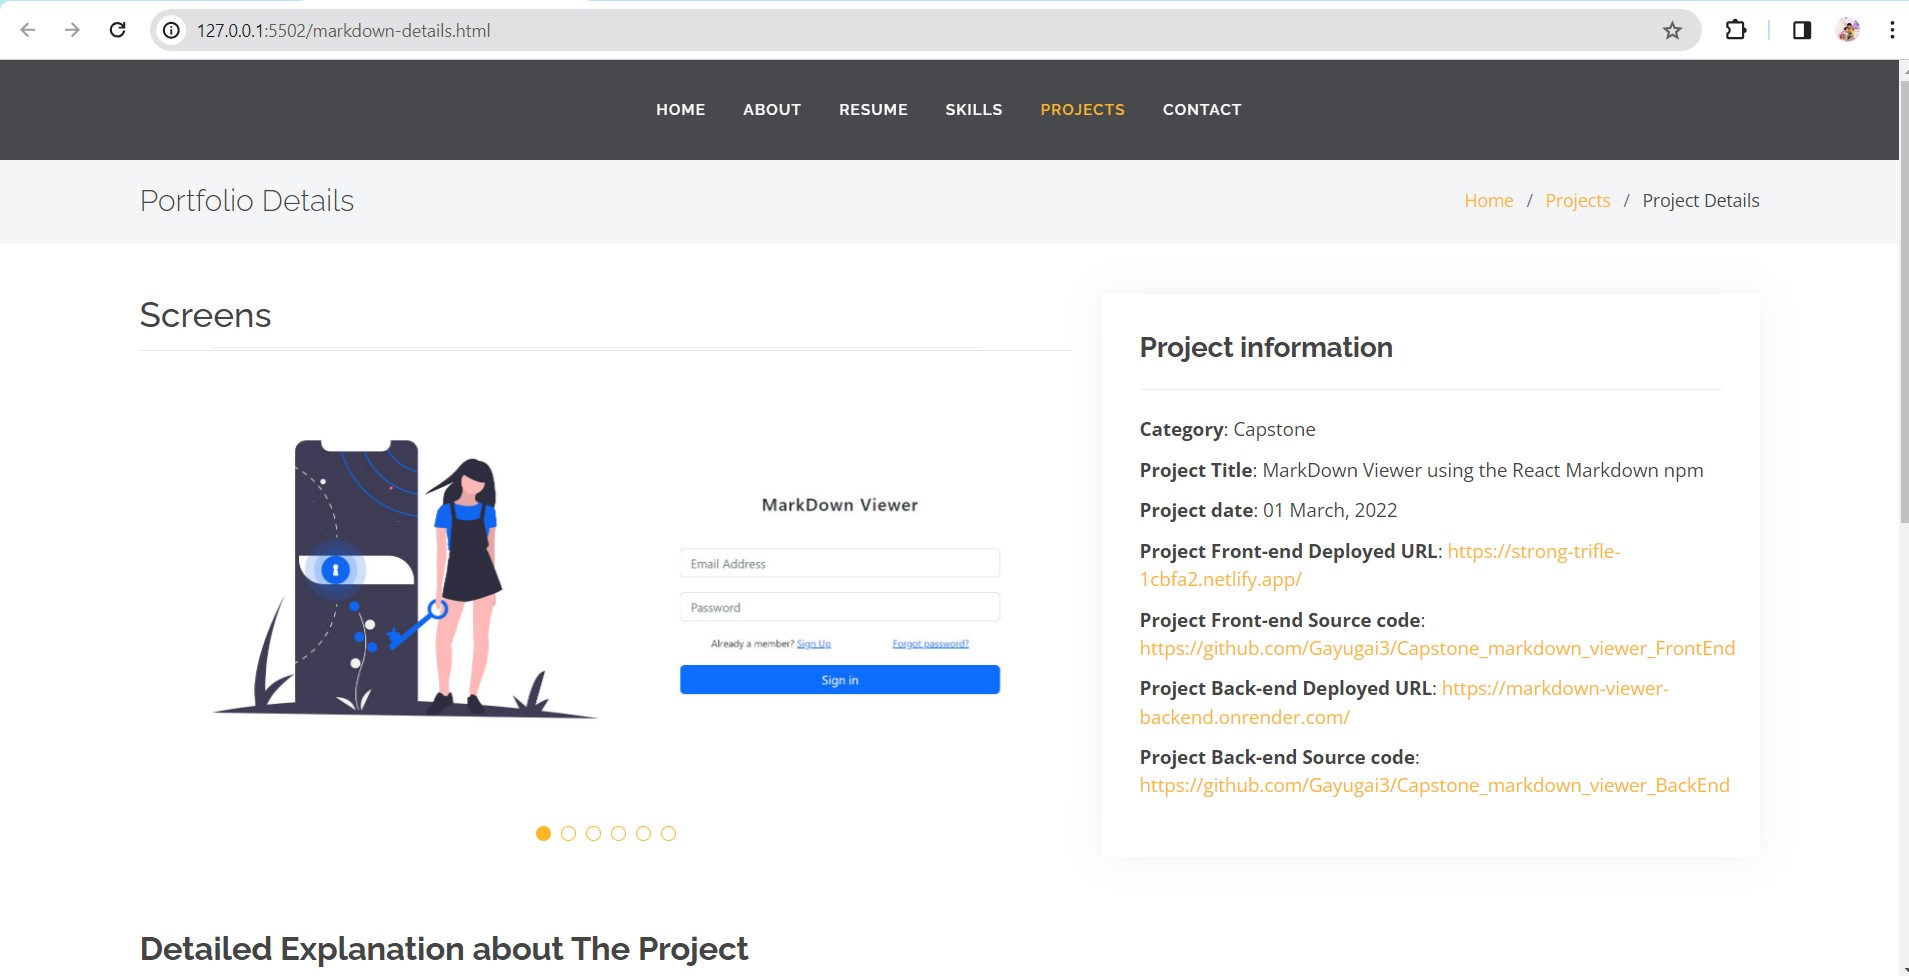 127.0.0.1:5502/markdown-details.html
HOME ABOUT RESUME SKILLS PROJECTS CONTACT
Portfolio Details
Home / Projects / Project Details
Screens
MarkDown Viewer
Email Address
Password
Already a member? Sign Up Forgot password?
Sign in
Project information
Category: Capstone
Project Title: MarkDown Viewer using the React Markdown npm
Project date: 01 March, 2022
Project Front-end Deployed URL: https://strong-trifle-
1cbfa2.netlify.app/
Project Front-end Source code:
https://github.com/Gayugai3/Capstone_markdown_viewer_FrontEnd
Project Back-end Deployed URL: https://markdown-viewer-
backend.onrender.com/
Project Back-end Source code:
https://github.com/Gayugai3/Capstone_markdown_viewer_BackEnd
Detailed Explanation about The Project